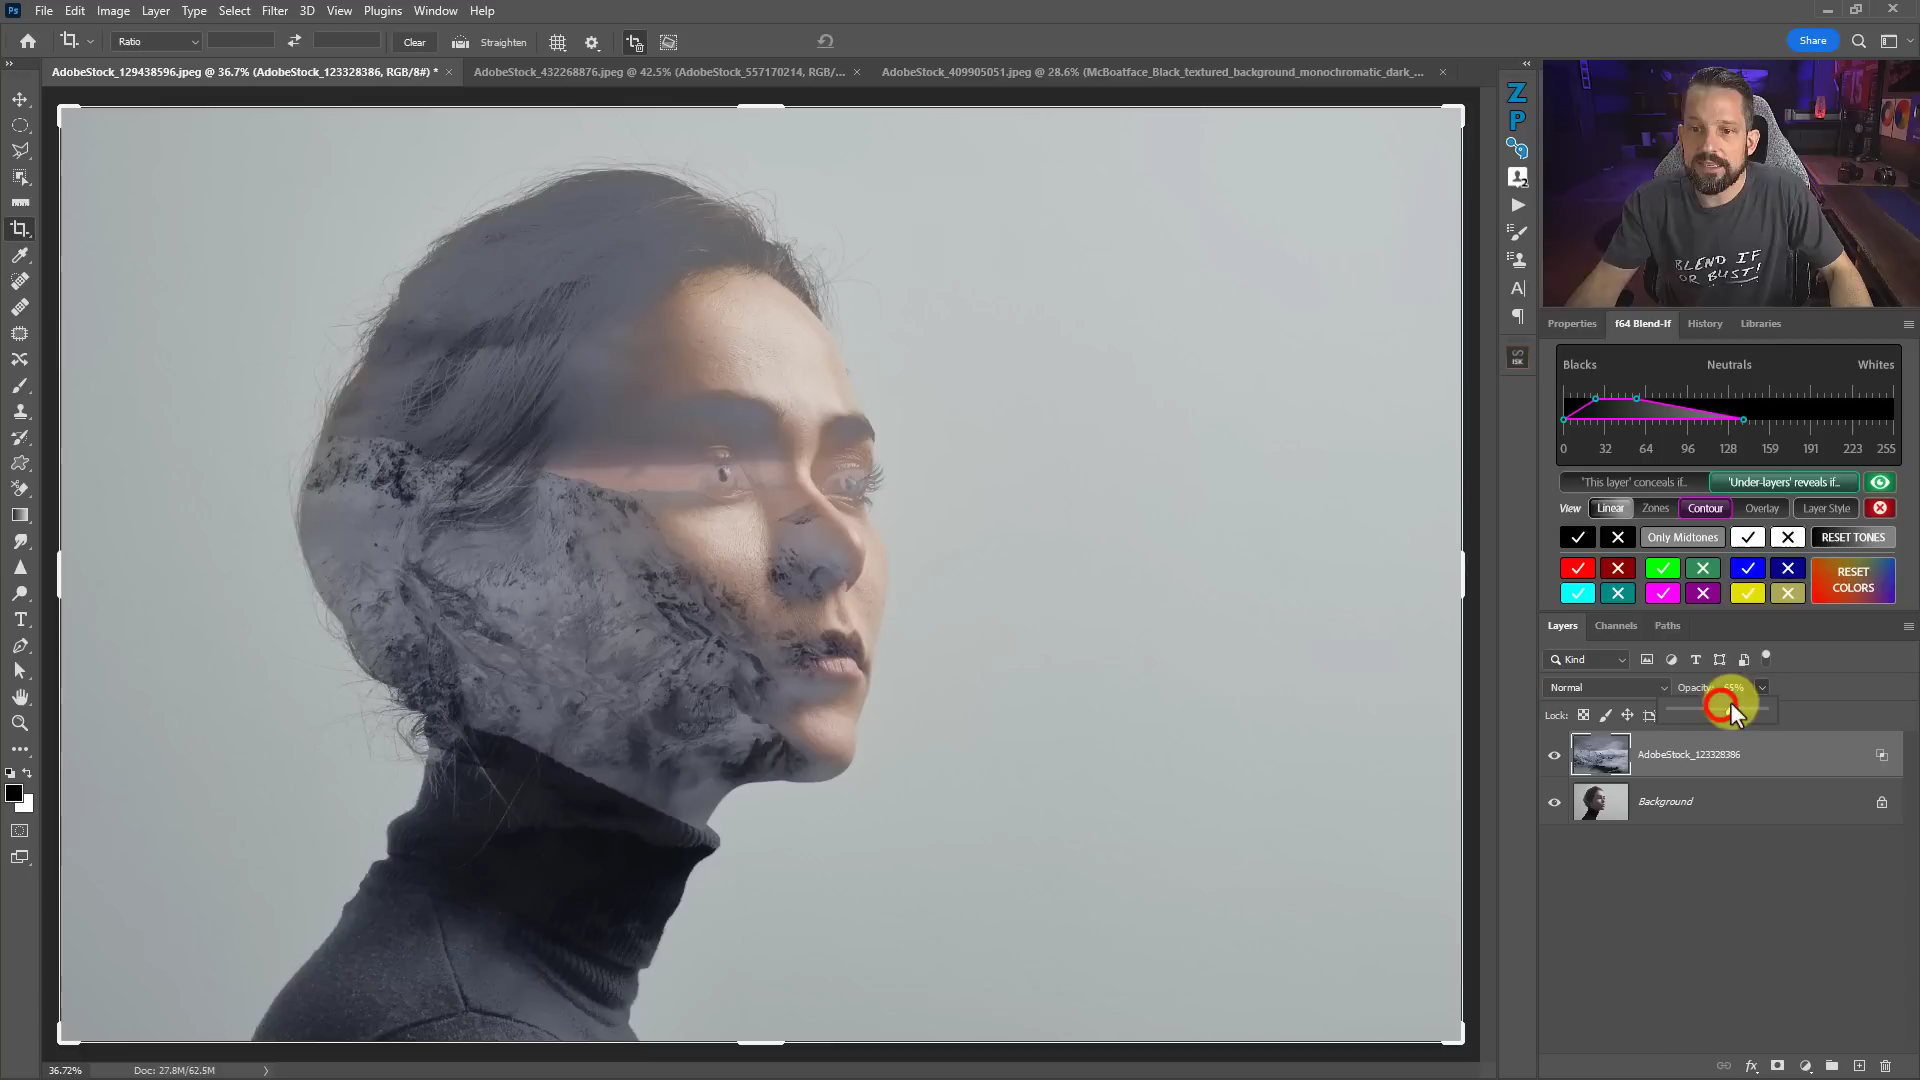 Ps File Edit Image Layer Type Select Filter 3D View Plugins Window Help
Ratio Clear Straighten Share
AdobeStock_129438596.jpeg @ 36.7% (AdobeStock_123328386, RGB/8#) * × AdobeStock_432268876.jpeg @ 42.5% (AdobeStock_557170214, RGB/... × AdobeStock_409905051.jpeg @ 28.6% (McBoatface_Black_textured_background_monochromatic_dark_... ×
Z
P
BLEND IF
OR BUST!
Properties f64 Blend-If History Libraries
Blacks Neutrals Whites
0 32 64 96 128 159 191 223 255
'This layer' conceals if.. 'Under-layers' reveals if..
View Linear Zones Contour Overlay Layer Style
Only Midtones RESET TONES
RESET
COLORS
Layers Channels Paths
Kind
Normal Opacity: 65%
Lock:
AdobeStock_123328386
Background
36.72% Doc: 27.8M/62.5M